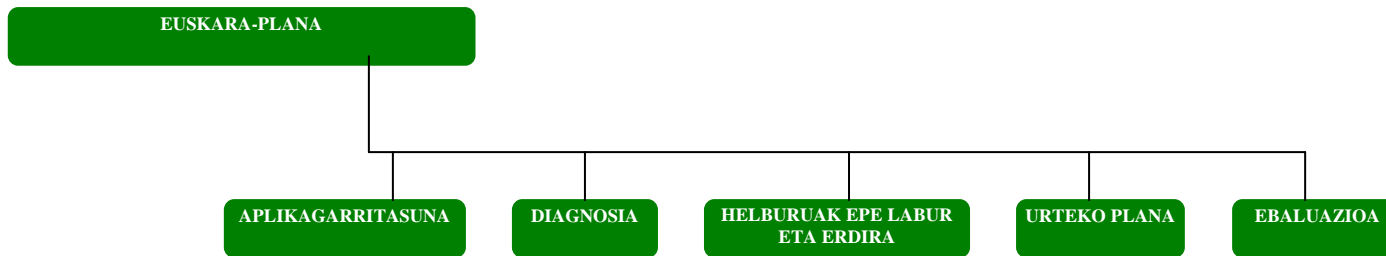 EUSKARA-PLANA
APLIKAGARRITASUNA
DIAGNOSIA
HELBURUAK EPE LABUR
ETA ERDIRA
URTEKO PLANA
EBALUAZIOA